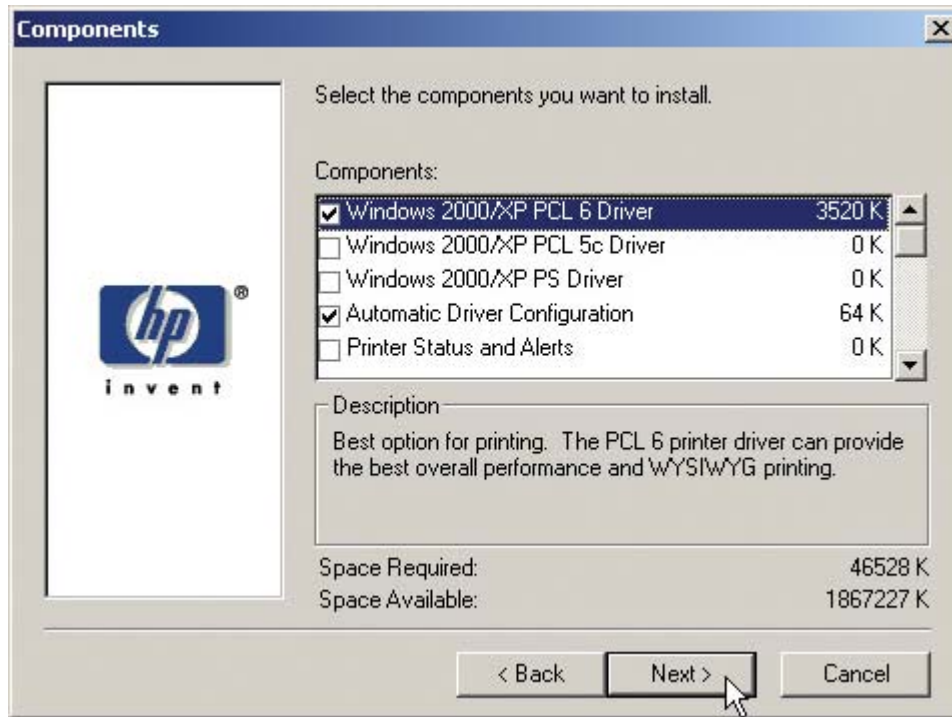 Components
Select the components you want to install.
Components:
Windows 2000/XP PCL 6 Driver 3520 K
Windows 2000/XP PCL 5c Driver 0 K
Windows 2000/XP PS Driver 0 K
Automatic Driver Configuration 64 K
Printer Status and Alerts 0 K
hp ®
invent
Description
Best option for printing. The PCL 6 printer driver can provide
the best overall performance and WYSIWYG printing.
Space Required: 46528 K
Space Available: 1867227 K
< Back Next > Cancel